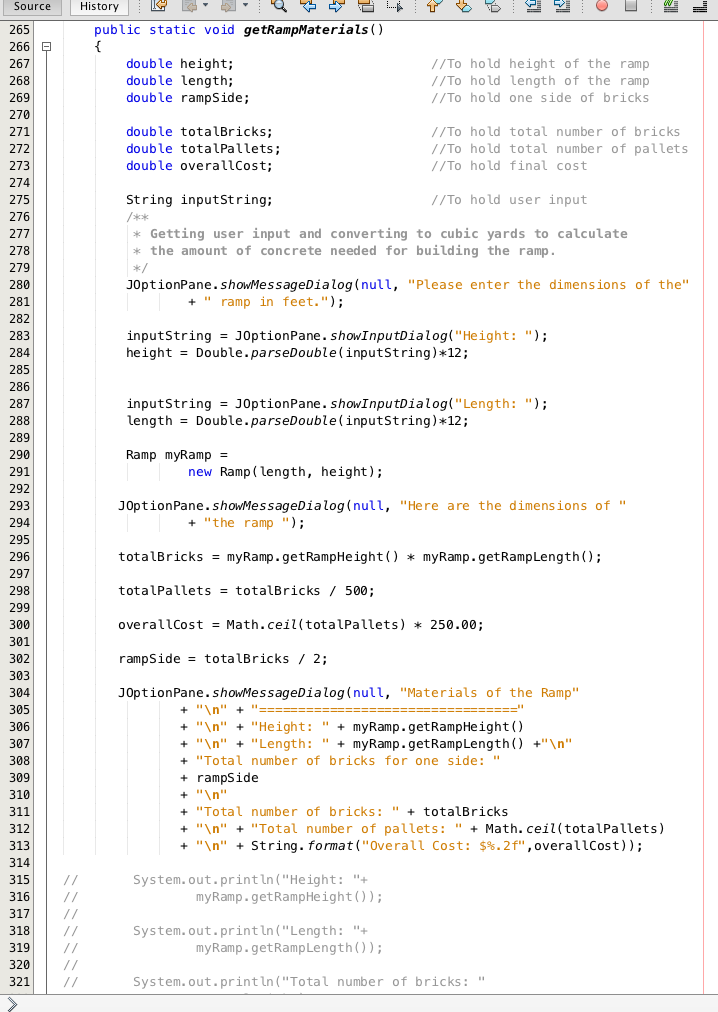 Source History
265 public static void getRampMaterials()
266 {
267 double height; //To hold height of the ramp
268 double length; //To hold length of the ramp
269 double rampSide; //To hold one side of bricks
270
271 double totalBricks; //To hold total number of bricks
272 double totalPallets; //To hold total number of pallets
273 double overallCost; //To hold final cost
274
275 String inputString; //To hold user input
276 /**
277 * Getting user input and converting to cubic yards to calculate
278 * the amount of concrete needed for building the ramp.
279 */
280 JOptionPane.showMessageDialog(null, "Please enter the dimensions of the"
281 + " ramp in feet.");
282
283 inputString = JOptionPane.showInputDialog("Height: ");
284 height = Double.parseDouble(inputString)*12;
285
286
287 inputString = JOptionPane.showInputDialog("Length: ");
288 length = Double.parseDouble(inputString)*12;
289
290 Ramp myRamp =
291 new Ramp(length, height);
292
293 JOptionPane.showMessageDialog(null, "Here are the dimensions of "
294 + "the ramp ");
295
296 totalBricks = myRamp.getRampHeight() * myRamp.getRampLength();
297
298 totalPallets = totalBricks / 500;
299
300 overallCost = Math.ceil(totalPallets) * 250.00;
301
302 rampSide = totalBricks / 2;
303
304 JOptionPane.showMessageDialog(null, "Materials of the Ramp"
305 + "\n" + "================================="
306 + "\n" + "Height: " + myRamp.getRampHeight()
307 + "\n" + "Length: " + myRamp.getRampLength() +"\n"
308 + "Total number of bricks for one side: "
309 + rampSide
310 + "\n"
311 + "Total number of bricks: " + totalBricks
312 + "\n" + "Total number of pallets: " + Math.ceil(totalPallets)
313 + "\n" + String.format("Overall Cost: $%.2f",overallCost));
314
315 // System.out.println("Height: "+
316 // myRamp.getRampHeight());
317 //
318 // System.out.println("Length: "+
319 // myRamp.getRampLength());
320 //
321 // System.out.println("Total number of bricks: "